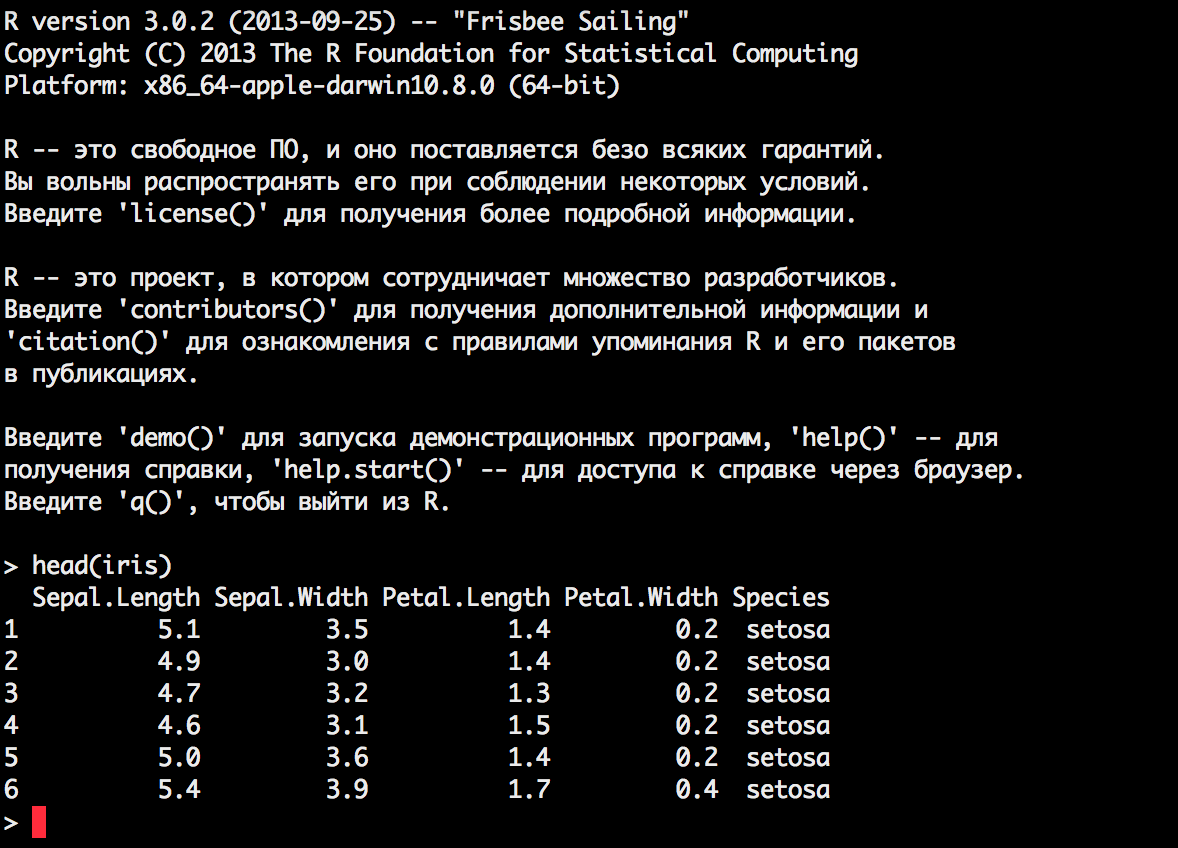 R version 3.0.2 (2013-09-25) -- "Frisbee Sailing"
Copyright (C) 2013 The R Foundation for Statistical Computing
Platform: x86_64-apple-darwin10.8.0 (64-bit)

R -- это свободное ПО, и оно поставляется безо всяких гарантий.
Вы вольны распространять его при соблюдении некоторых условий.
Введите 'license()' для получения более подробной информации.

R -- это проект, в котором сотрудничает множество разработчиков.
Введите 'contributors()' для получения дополнительной информации и
'citation()' для ознакомления с правилами упоминания R и его пакетов
в публикациях.

Введите 'demo()' для запуска демонстрационных программ, 'help()' -- для
получения справки, 'help.start()' -- для доступа к справке через браузер.
Введите 'q()', чтобы выйти из R.

> head(iris)
  Sepal.Length Sepal.Width Petal.Length Petal.Width Species
1          5.1         3.5          1.4         0.2  setosa
2          4.9         3.0          1.4         0.2  setosa
3          4.7         3.2          1.3         0.2  setosa
4          4.6         3.1          1.5         0.2  setosa
5          5.0         3.6          1.4         0.2  setosa
6          5.4         3.9          1.7         0.4  setosa
>